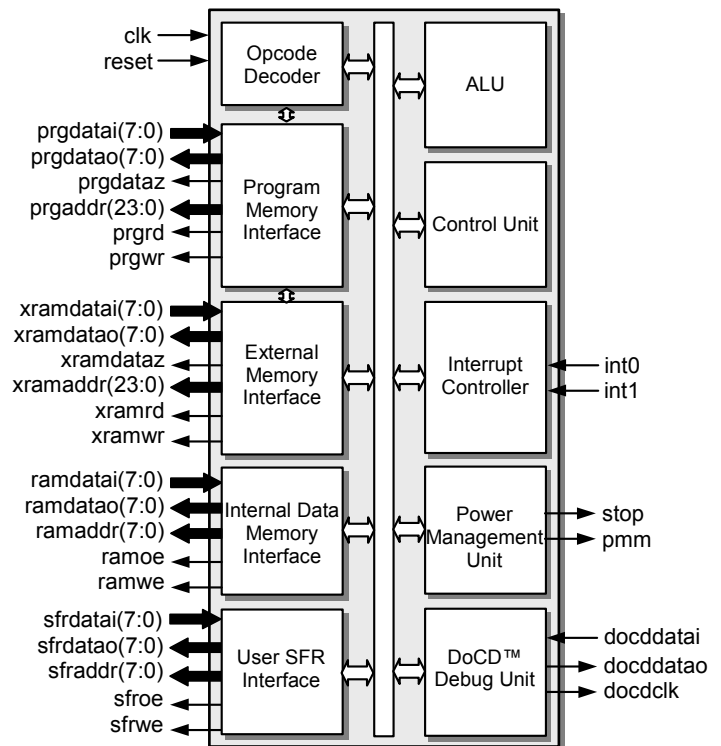 clk
reset
Opcode
Decoder
ALU
prgdatai(7:0)
prgdatao(7:0)
prgdataz
prgaddr(23:0)
prgrd
prgwr
Program
Memory
Interface
Control Unit
xramdatai(7:0)
xramdatao(7:0)
xramdataz
xramaddr(23:0)
xramrd
xramwr
External
Memory
Interface
Interrupt
Controller
int0
int1
ramdatai(7:0)
ramdatao(7:0)
ramaddr(7:0)
ramoe
ramwe
Internal Data
Memory
Interface
Power
Management
Unit
stop
pmm
sfrdatai(7:0)
sfrdatao(7:0)
sfraddr(7:0)
sfroe
sfrwe
User SFR
Interface
DoCD™
Debug Unit
docddatai
docddatao
docdclk